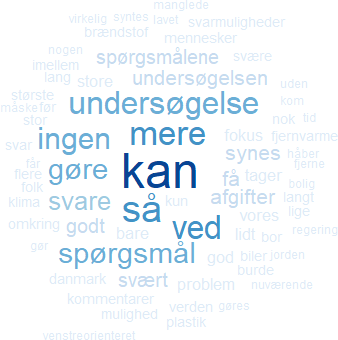 manglede
virkelig syntes lavet svarmuligheder
brændstof mennesker
nogen spørgsmålene svære
imellem undersøgelsen
lang store uden
største undersøgelse kom
måske før nok tid
stor ingen mere fokus fjernvarme
svar synes håber
får gøre kan få tager fjerne
flere bolig
folk svare så kun afgifter langt
klima vores lige
omkring godt ved lidt regering
gør bare bor
spørgsmål god biler jorden
danmark svært burde
problem nuværende
kommentarer verden gøres
mulighed plastik
venstreorienteret